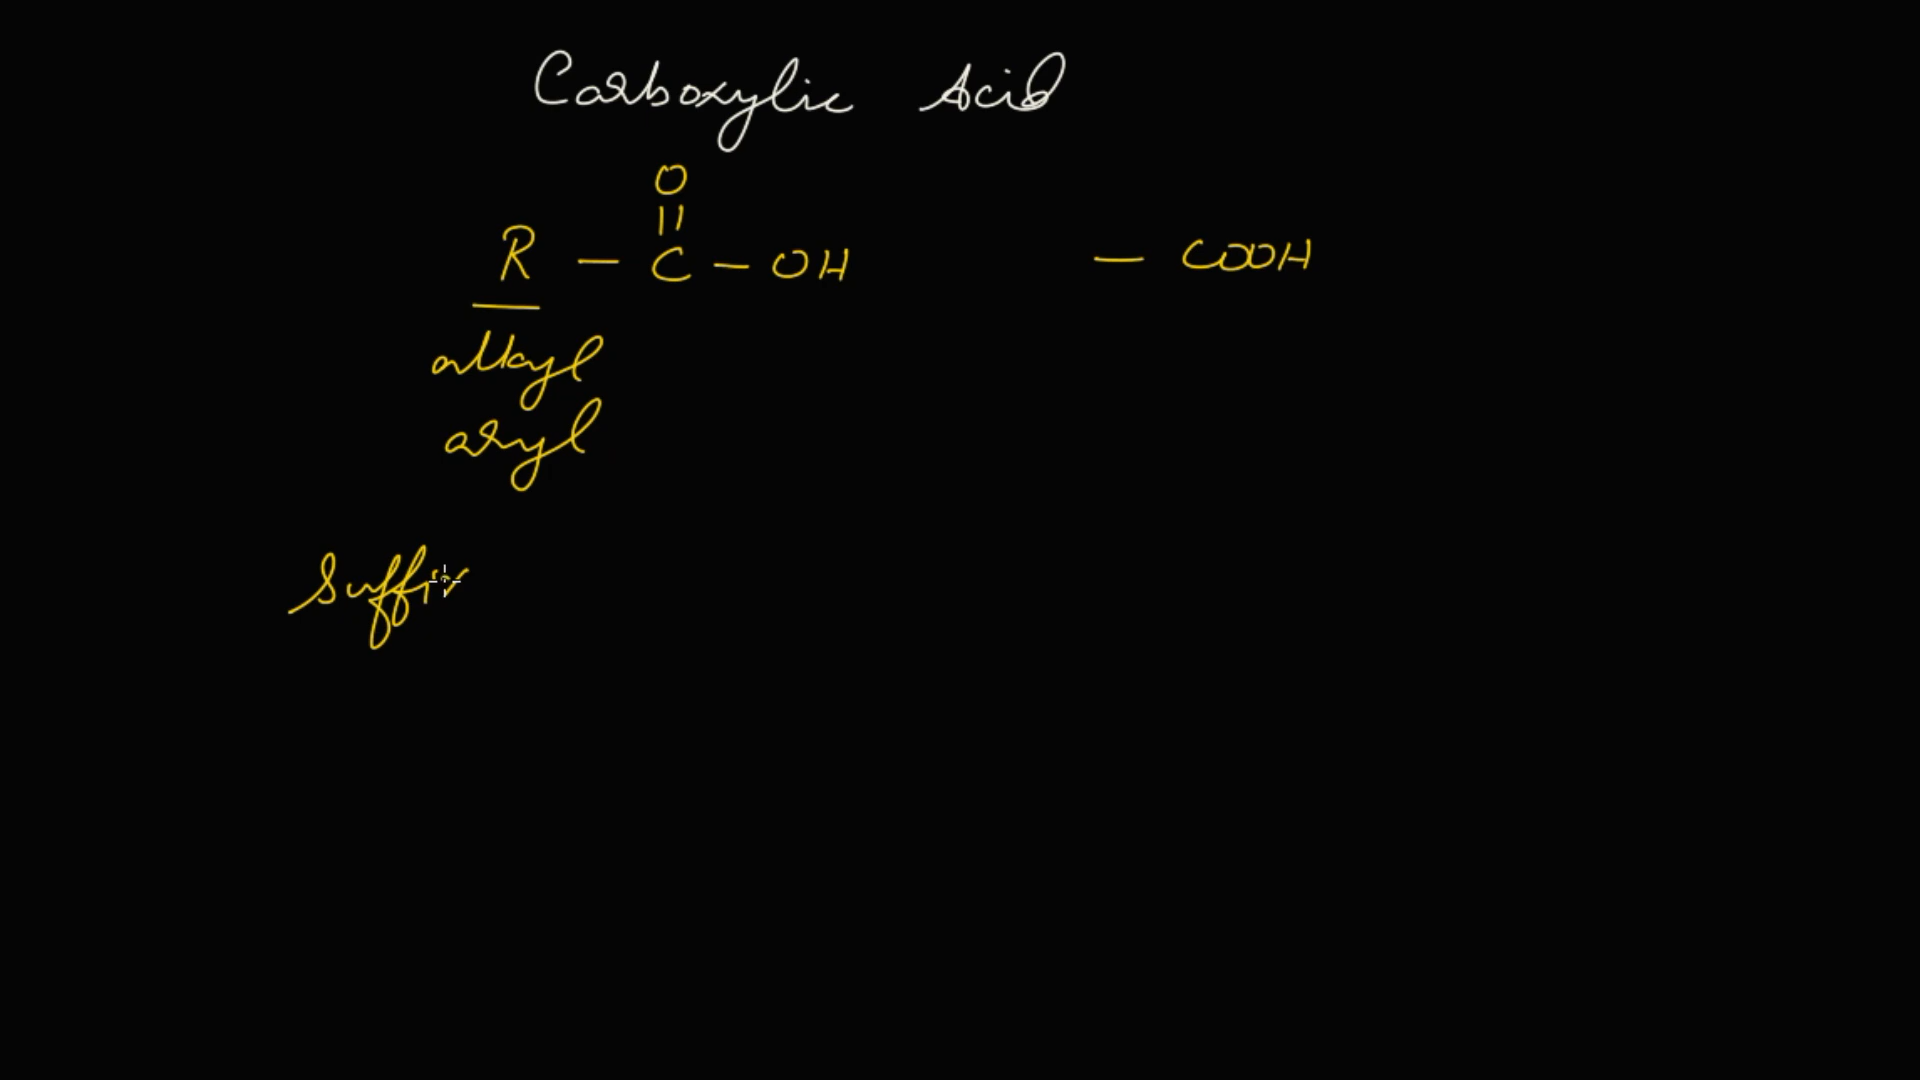 Carboxylic Acid
O
||
R - C - OH - COOH
alkyl
aryl
Suffix